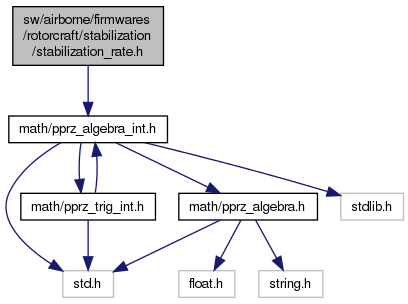 sw/airborne/firmwares
/rotorcraft/stabilization
/stabilization_rate.h
math/pprz_algebra_int.h
math/pprz_trig_int.h
math/pprz_algebra.h
stdlib.h
std.h
float.h
string.h